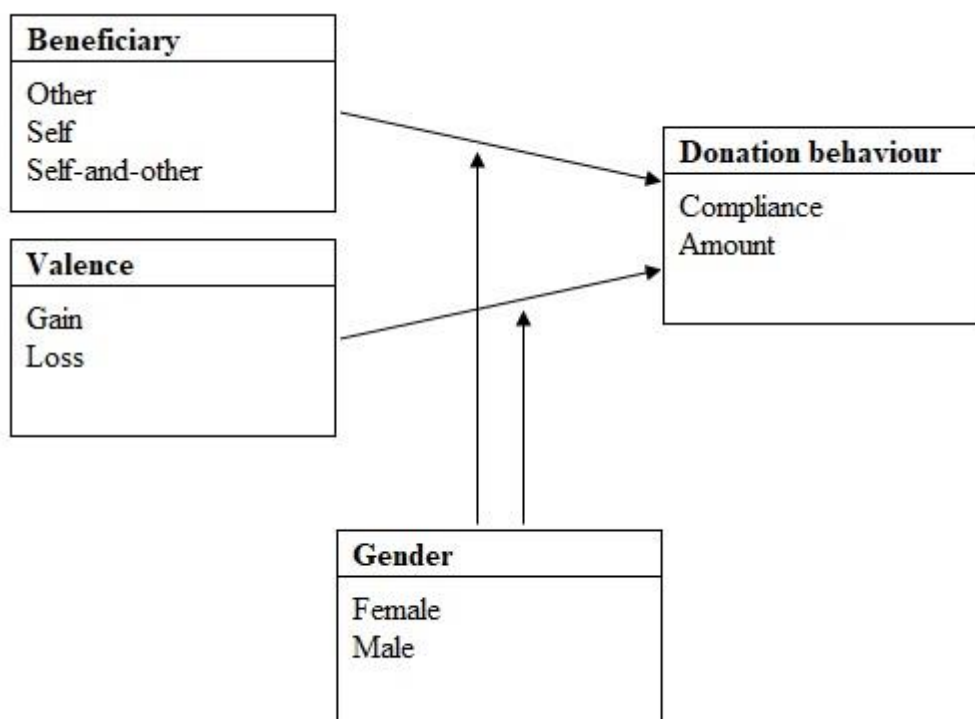 Beneficiary
Other
Self
Self-and-other
Valence
Gain
Loss
Donation behaviour
Compliance
Amount
Gender
Female
Male